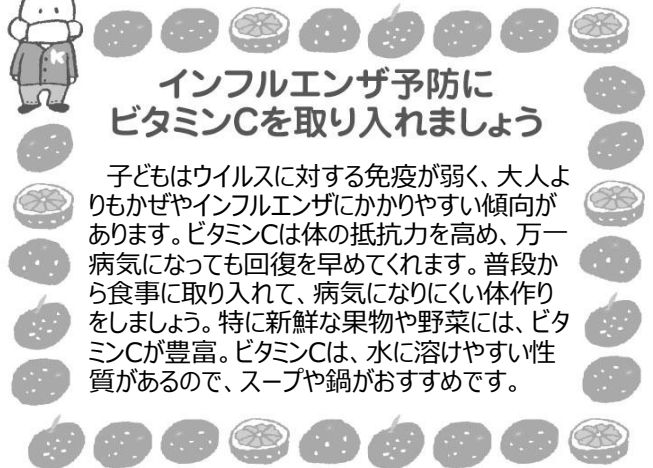 K
インフルエンザ予防に
ビタミンCを取り入れましょう
子どもはウイルスに対する免疫が弱く、大人よ
りもかぜやインフルエンザにかかりやすい傾向が
あります。ビタミンCは体の抵抗力を高め、万一
病気になっても回復を早めてくれます。普段か
ら食事に取り入れて、病気になりにくい体作り
をしましょう。特に新鮮な果物や野菜には、ビタ
ミンCが豊富。ビタミンCは、水に溶けやすい性
質があるので、スープや鍋がおすすめです。